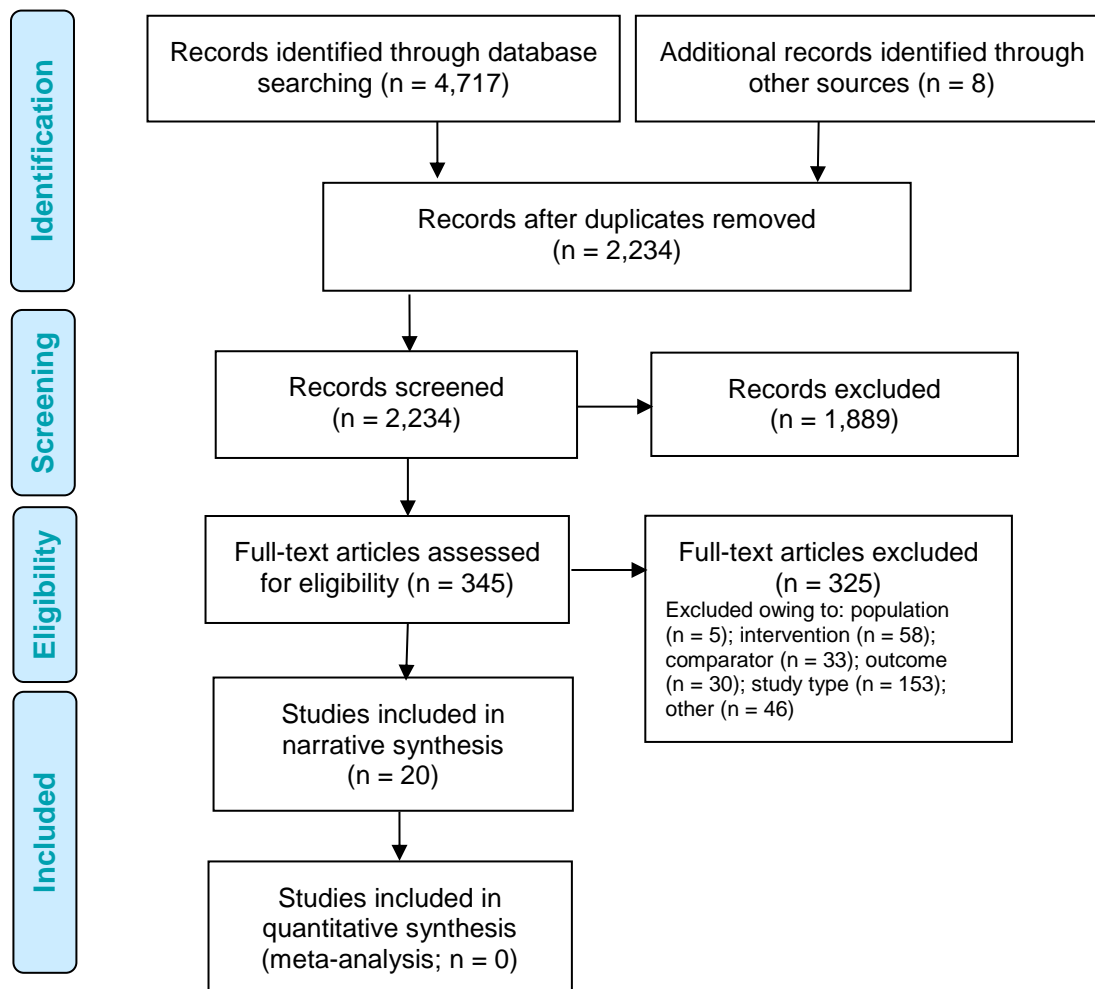 Identification
Records identified through database
searching (n = 4,717)
Additional records identified through
other sources (n = 8)
Records after duplicates removed
(n = 2,234)
Screening
Records screened
(n = 2,234)
Records excluded
(n = 1,889)
Eligibility
Full-text articles assessed
for eligibility (n = 345)
Full-text articles excluded
(n = 325)
Excluded owing to: population
(n = 5); intervention (n = 58);
comparator (n = 33); outcome
(n = 30); study type (n = 153);
other (n = 46)
Included
Studies included in
narrative synthesis
(n = 20)
Studies included in
quantitative synthesis
(meta-analysis; n = 0)